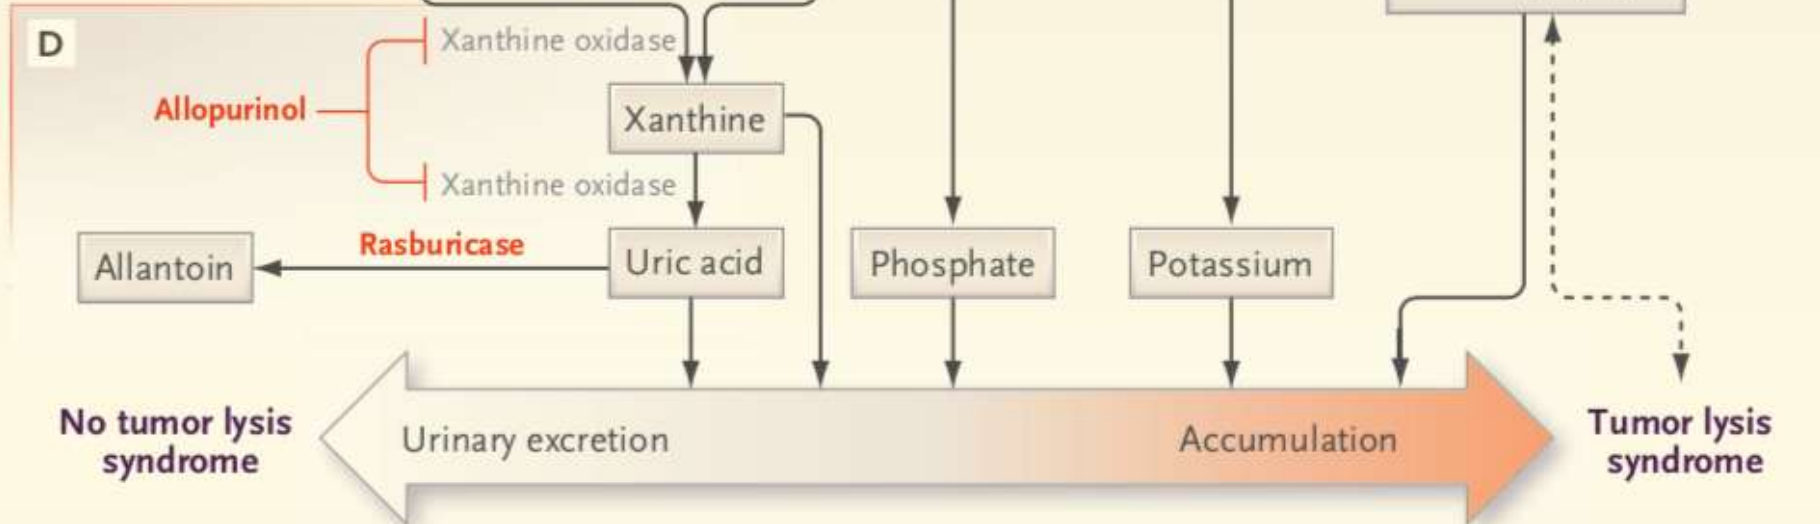 D
Xanthine oxidase
Allopurinol
Xanthine
Xanthine oxidase
Allantoin
Rasburicase
Uric acid
Phosphate
Potassium
No tumor lysis
syndrome
Urinary excretion
Accumulation
Tumor lysis
syndrome